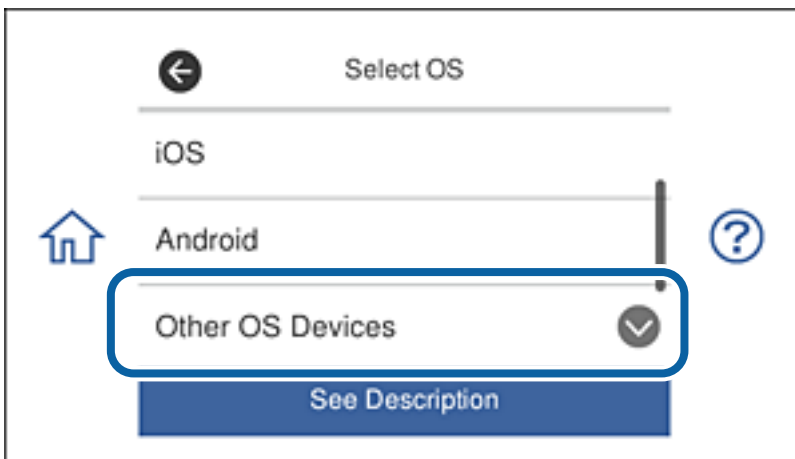 Select OS
iOS
Android
Other OS Devices
See Description